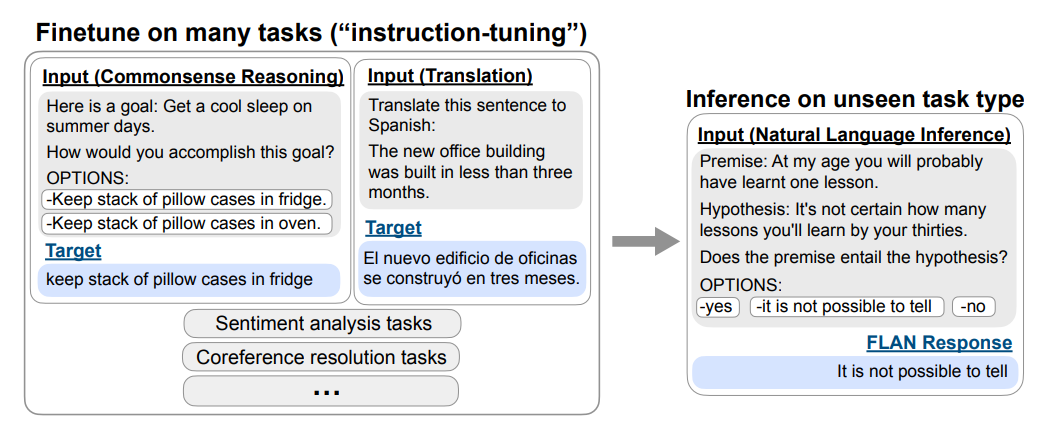 Finetune on many tasks (“instruction-tuning”)
Input (Commonsense Reasoning)
Here is a goal: Get a cool sleep on
summer days.
How would you accomplish this goal?
OPTIONS:
-Keep stack of pillow cases in fridge.
-Keep stack of pillow cases in oven.
Target
keep stack of pillow cases in fridge
Input (Translation)
Translate this sentence to
Spanish:
The new office building
was built in less than three
months.
Target
El nuevo edificio de oficinas
se construyó en tres meses.
Sentiment analysis tasks
Coreference resolution tasks
...
Inference on unseen task type
Input (Natural Language Inference)
Premise: At my age you will probably
have learnt one lesson.
Hypothesis: It's not certain how many
lessons you'll learn by your thirties.
Does the premise entail the hypothesis?
OPTIONS:
-yes -it is not possible to tell -no
FLAN Response
It is not possible to tell